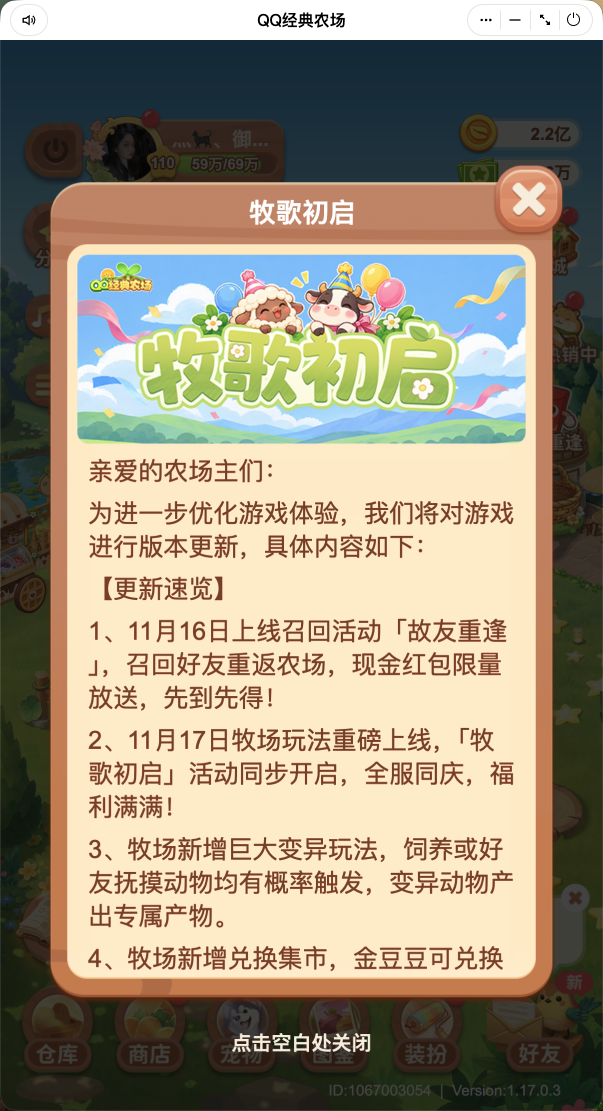 QQ经典农场
御...
110
59万/69万
2.2亿
万
牧歌初启
QQ经典农场
牧歌初启
亲爱的农场主们：
为进一步优化游戏体验，我们将对游戏
进行版本更新，具体内容如下：
【更新速览】
1、11月16日上线召回活动「故友重逢
」，召回好友重返农场，现金红包限量
放送，先到先得！
2、11月17日牧场玩法重磅上线，「牧
歌初启」活动同步开启，全服同庆，福
利满满！
3、牧场新增巨大变异玩法，饲养或好
友抚摸动物均有概率触发，变异动物产
出专属产物。
4、牧场新增兑换集市，金豆豆可兑换
分
城
热销中
重逢
新
仓库
商店
宠物
图鉴
装扮
好友
点击空白处关闭
ID:1067003054 | Version:1.17.0.3